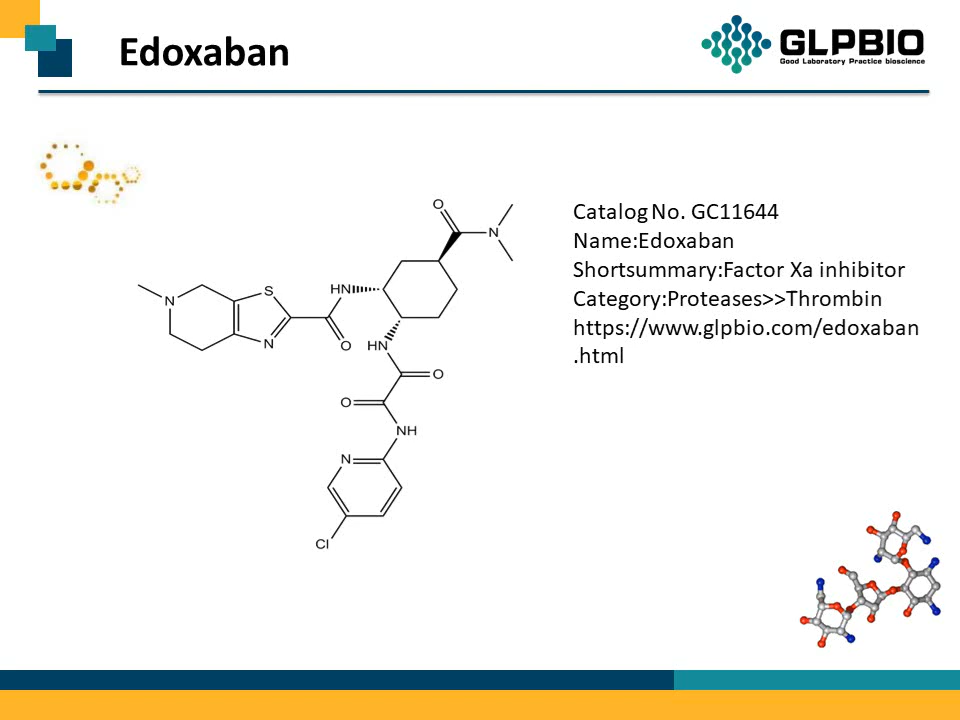 Edoxaban
GLPBIO
Good Laboratory Practice bioscience
Catalog No. GC11644
Name:Edoxaban
Shortsummary:Factor Xa inhibitor
Category:Proteases>>Thrombin
https://www.glpbio.com/edoxaban
.html
O
N
HN
S
N
N
O
HN
O
O
NH
N
Cl